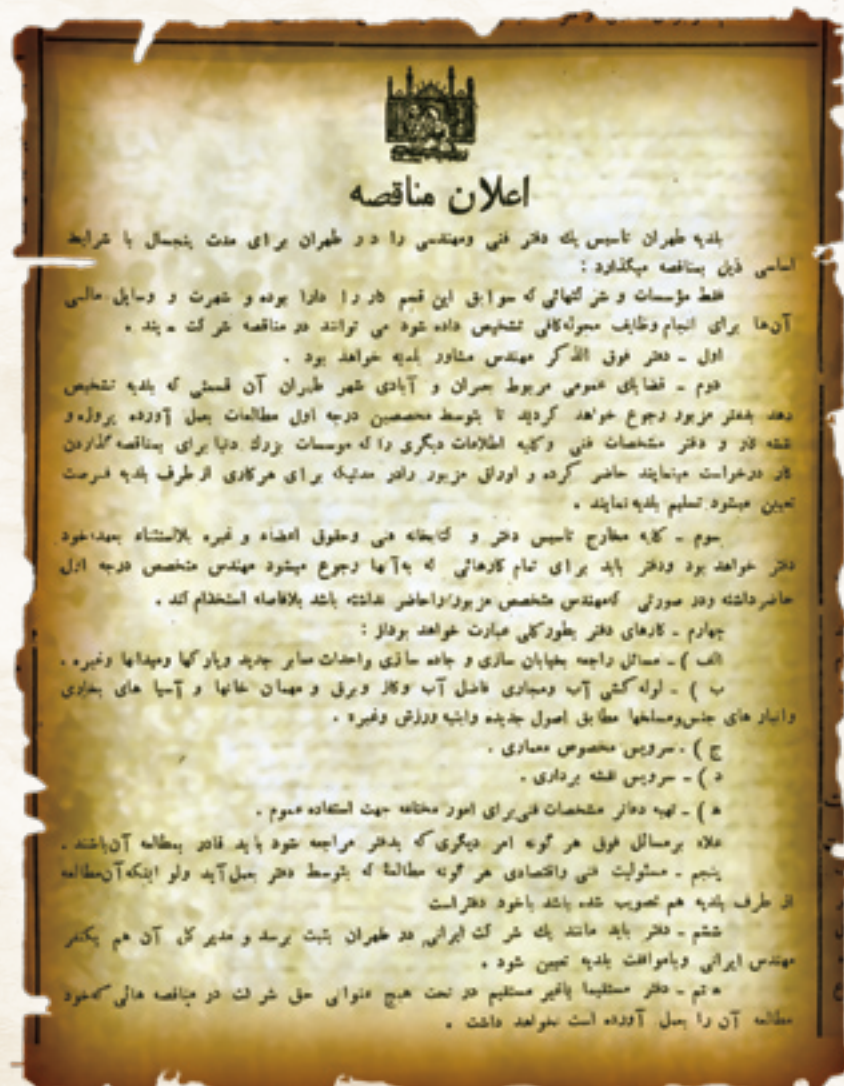 اعلان مناقصه
بلدیه طهران تاسیس یك دفتر فنی ومهندسی را در طهران برای مدت پنجسال با شرایط
اساسی ذیل بمناقصه میگذارد :
فقط مؤسسات و شركتهائی که سوابق این قسم کار را دارا بوده و شهرت و وسایل مالی
آنها برای انجام وظایف محوله کافی تشخیص داده شود می توانند در مناقصه شرکت
اول ـ دفتر فوق الذکر مهندس مشاور بلدیه خواهد بود .
دوم ـ قضایای عمومی مربوط بعمران و آبادی شهر طهران آن قسمتی که بلدیه تشخیص
دهد بدفتر مزبور رجوع خواهد گردید تا بتوسط متخصصین درجه اول مطالعات بعمل آورده پروژه و
نقشه کار و دفتر مشخصات فنی وکلیه اطلاعات دیگری را که موسسات بزرك دنیا برای بمناقصه گذاردن
کار درخواست مینمایند حاضر کرده و اوراق مزبور را در مدتیکه برای هرکاری از طرف بلدیه فرصت
تعیین میشود تسلیم بلدیه نمایند .
سوم ـ کلیه مخارج تاسیس دفتر و کتابخانه فنی وحقوق اعضاء و غیره بلااستثناء بعهده خود
دفتر خواهد بود ودفتر باید برای تمام کارهائی که به آنها رجوع میشود مهندس متخصص درجه اول
حاضر داشته ودر صورتی که مهندس متخصص مزبور را حاضر نداشته باشد بلافاصله استخدام کند .
چهارم ـ کارهای دفتر بطورکلی عبارت خواهد بود از :
الف ) ـ مسائل راجعه بخیابان سازی و جاده سازی واحداث معابر جدید وپارکها ومیدانها وغیره .
ب ) ـ لوله کشی آب ومجاری فاضل آب وگاز وبرق و مهمان خانها و آسیا های بخاری
وانبار های جنس ومسلخها مطابق اصول جدیده وابنیه ورزش وغیره .
ج ) ـ سرویس مخصوص معماری .
د ) ـ سرویس نقشه برداری .
ه ) ـ تهیه دفاتر مشخصات فنی برای امور مختلفه جهت استفاده عموم .
علاوه برمسائل فوق هر گونه امر دیگری که بدفتر مراجعه شود باید قادر بمطالعه آن باشند .
پنجم ـ مسئولیت فنی واقتصادی هر گونه مطالعۀ که بتوسط دفتر بعمل آید ولو اینکه آن مطالعه
از طرف بلدیه هم تصویب شده باشد باخود دفتر است
ششم ـ دفتر باید مانند یك شرکت ایرانی در طهران بثبت برسد و مدیر کل آن هم یکنفر
مهندس ایرانی وباموافقت بلدیه تعیین شود .
هفتم ـ دفتر مستقیما یاغیر مستقیم در تحت هیچ عنوانی حق شرکت در مناقصه هائی که خود
مطالعه آن را بعمل آورده است نخواهد داشت .